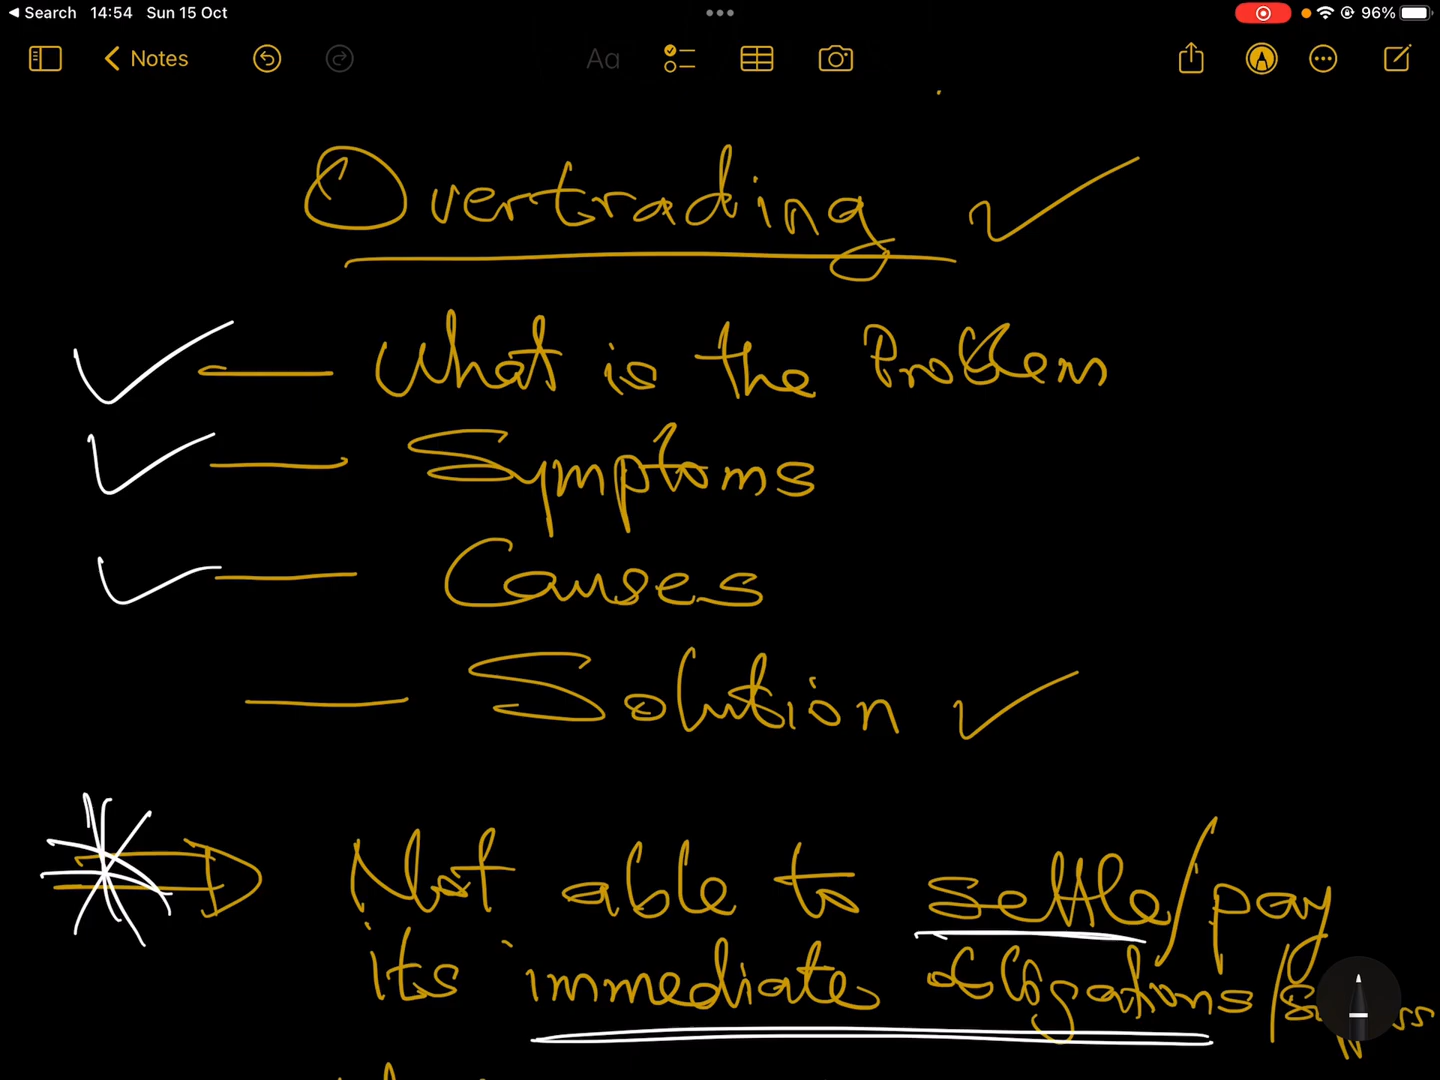 Search 14:54 Sun 15 Oct 96%
Notes Aa
Overtrading
What is the Problem
Symptoms
Causes
Solution
Not able to settle/pay
its immediate obligations/